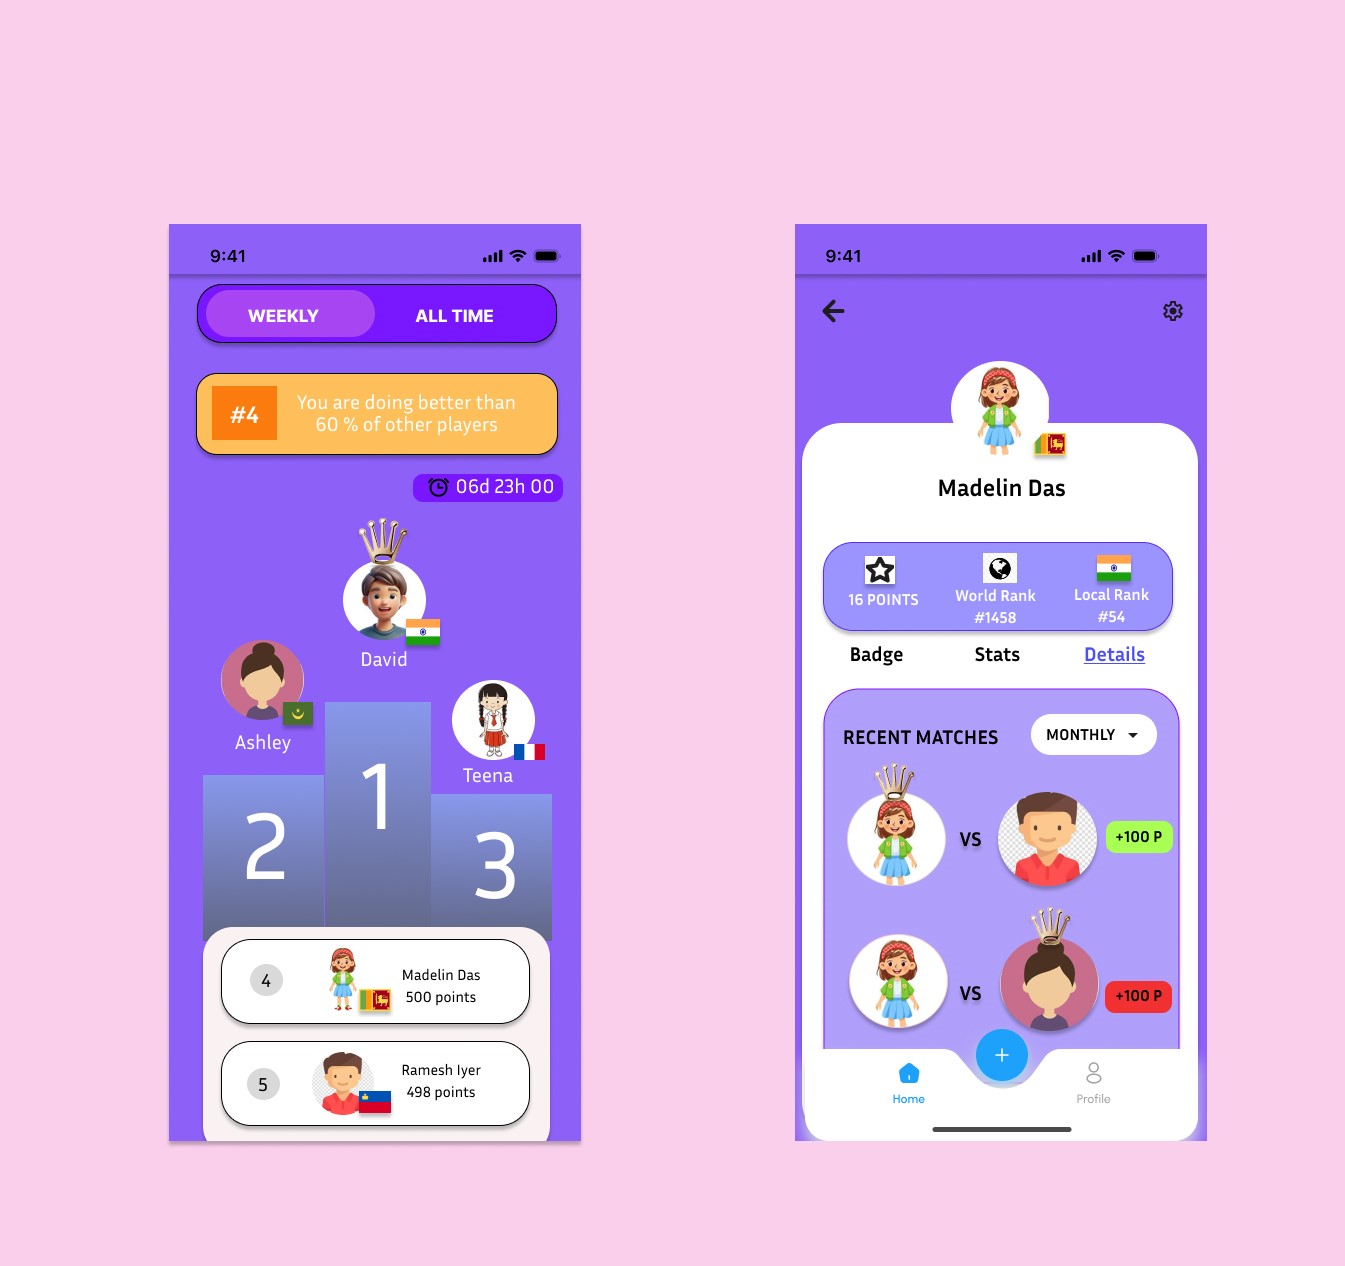 9:41
WEEKLY
ALL TIME
#4
You are doing better than
60 % of other players
06d 23h 00
David
Ashley
Teena
1
2
3
4
Madelin Das
500 points
5
Ramesh Iyer
498 points
9:41
Madelin Das
16 POINTS
World Rank
#1458
Local Rank
#54
Badge
Stats
Details
RECENT MATCHES
MONTHLY
VS
+100 P
VS
+100 P
+
Home
Profile